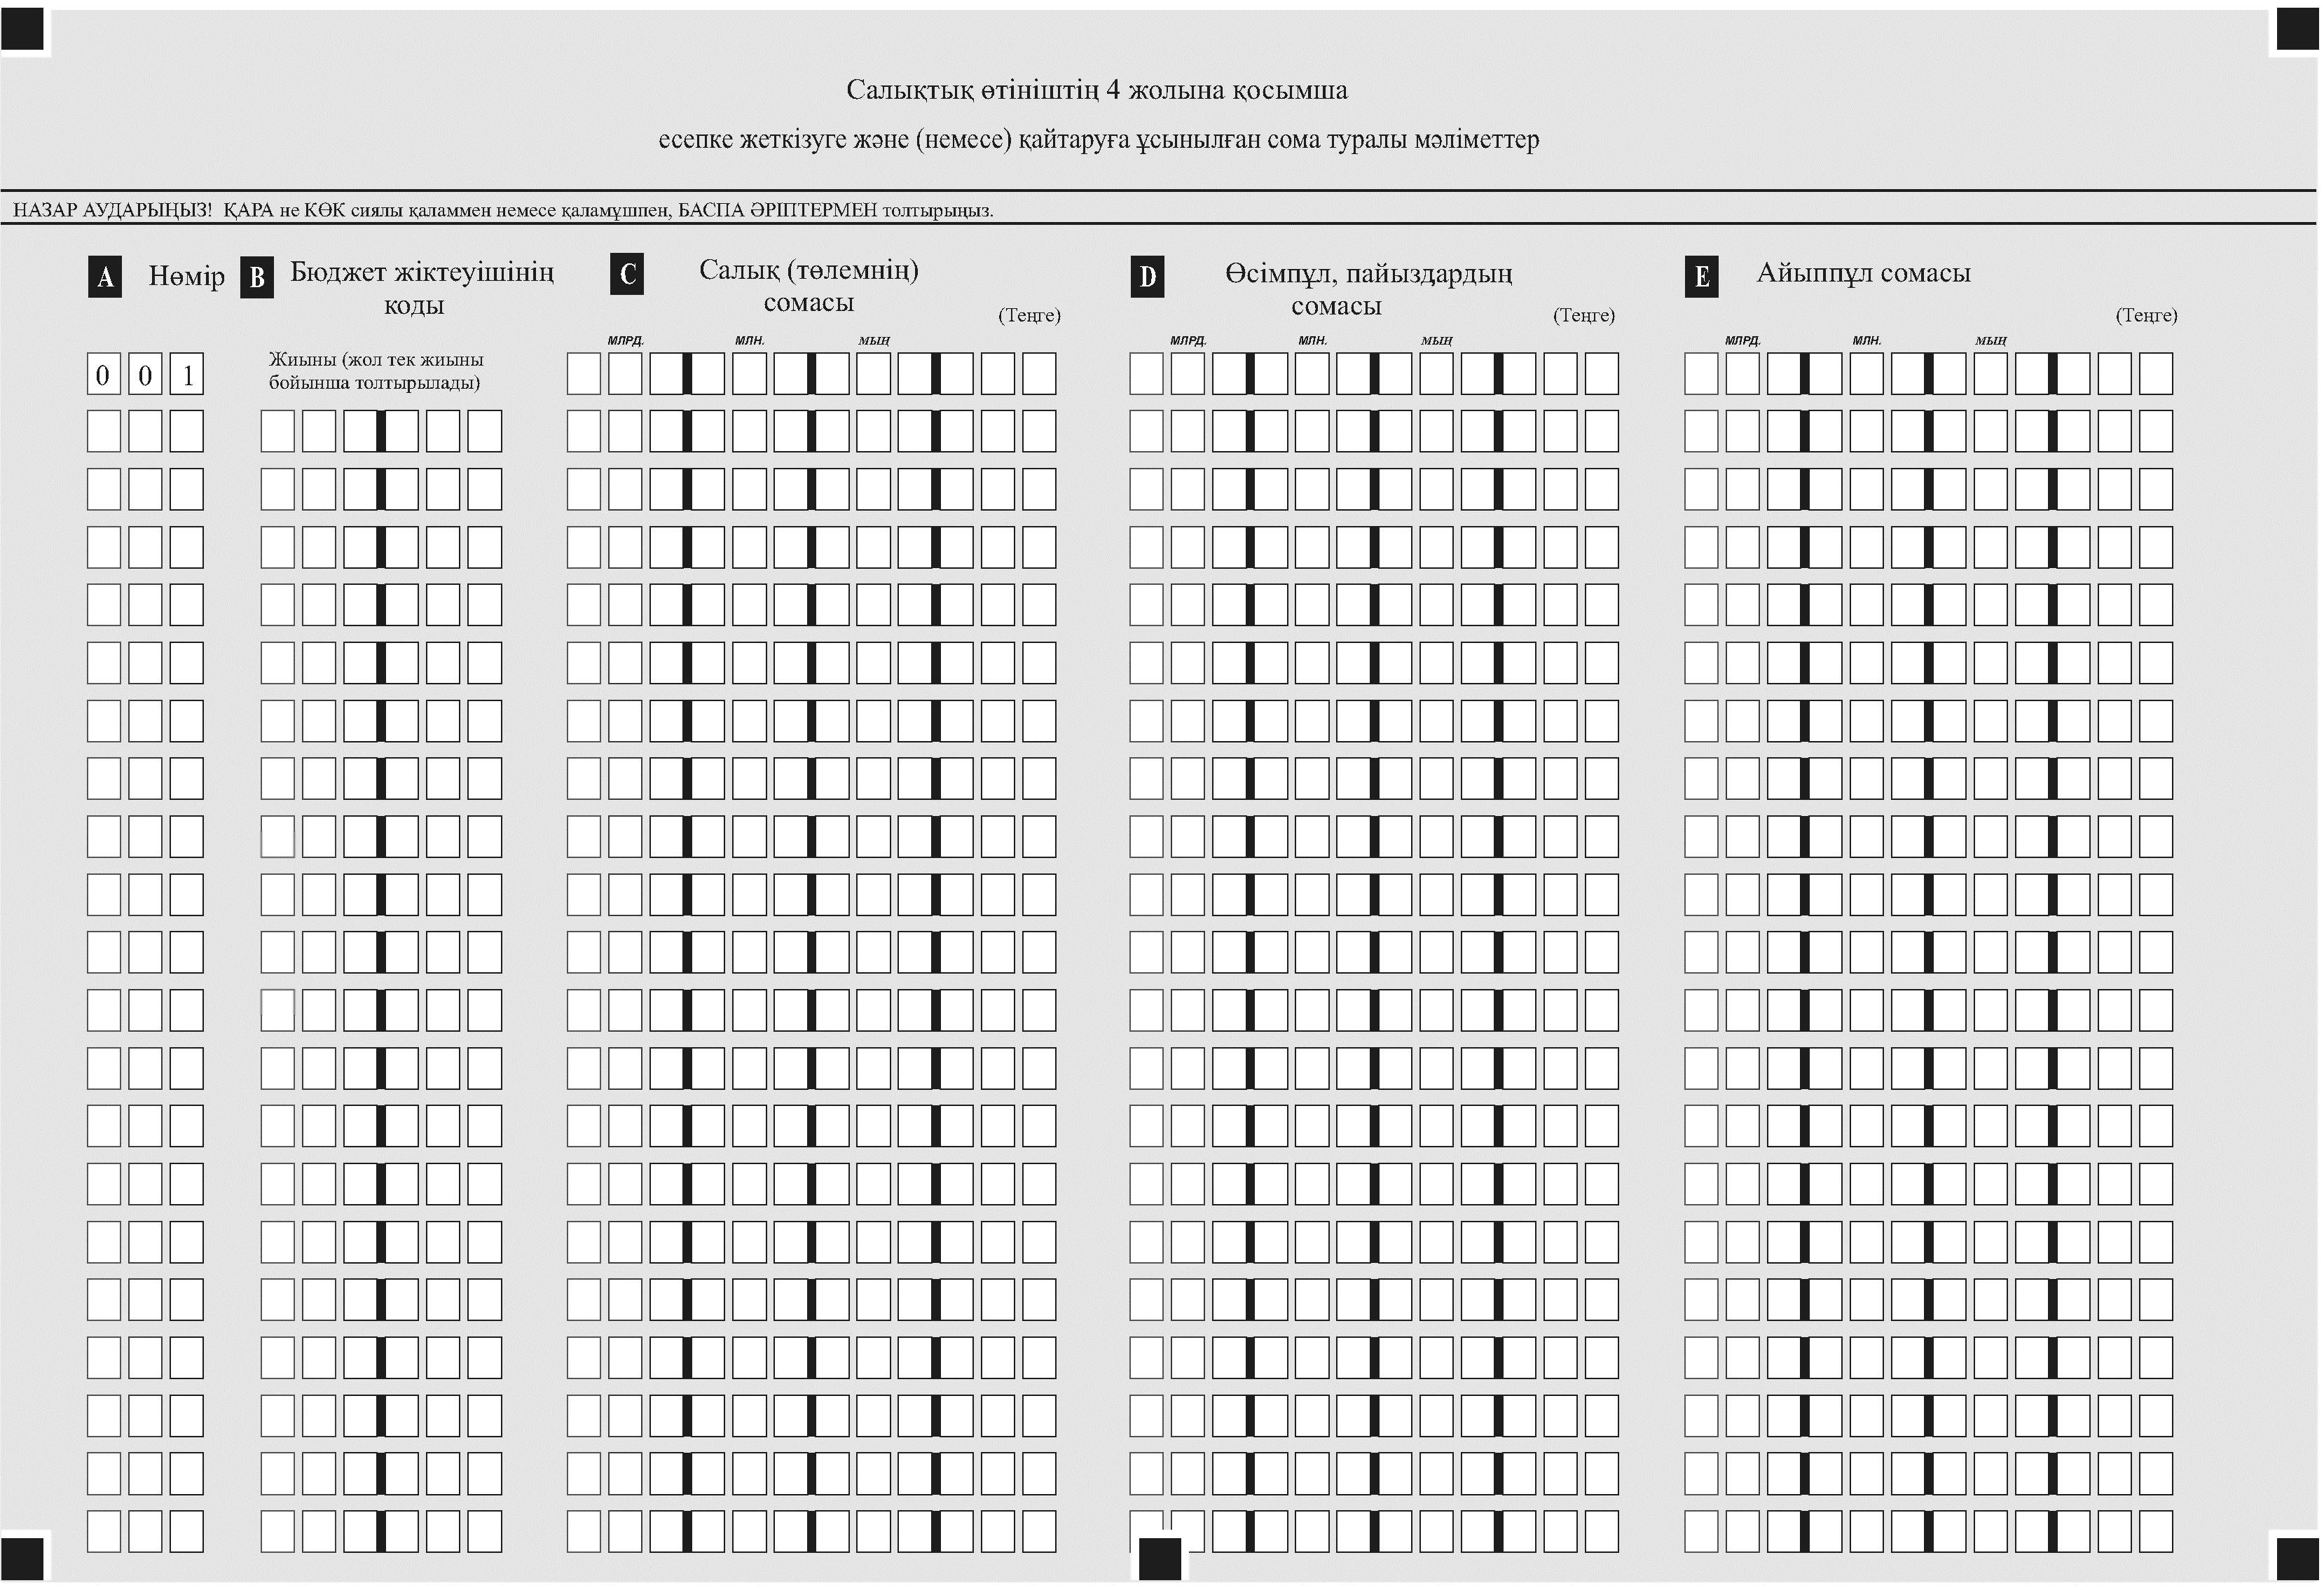 Салықтық өтініштің 4 жолына қосымша
есепке жеткізуге және (немесе) қайтаруға ұсынылған сома туралы мәліметтер
НАЗАР АУДАРЫҢЫЗ! ҚАРА не КӨК сиялы қаламмен немесе қаламұшпен, БАСПА ӘРІПТЕРМЕН толтырыңыз.
A Нөмір
B Бюджет жіктеуішінің
коды
C Салық (төлемнің)
сомасы
(Теңге)
D Өсімпұл, пайыздардың
сомасы
(Теңге)
E Айыппұл сомасы
(Теңге)
МЛРД. МЛН. МЫҢ МЛРД. МЛН. МЫҢ МЛРД. МЛН. МЫҢ
0 0 1
Жиыны (жол тек жиыны
бойынша толтырылады)